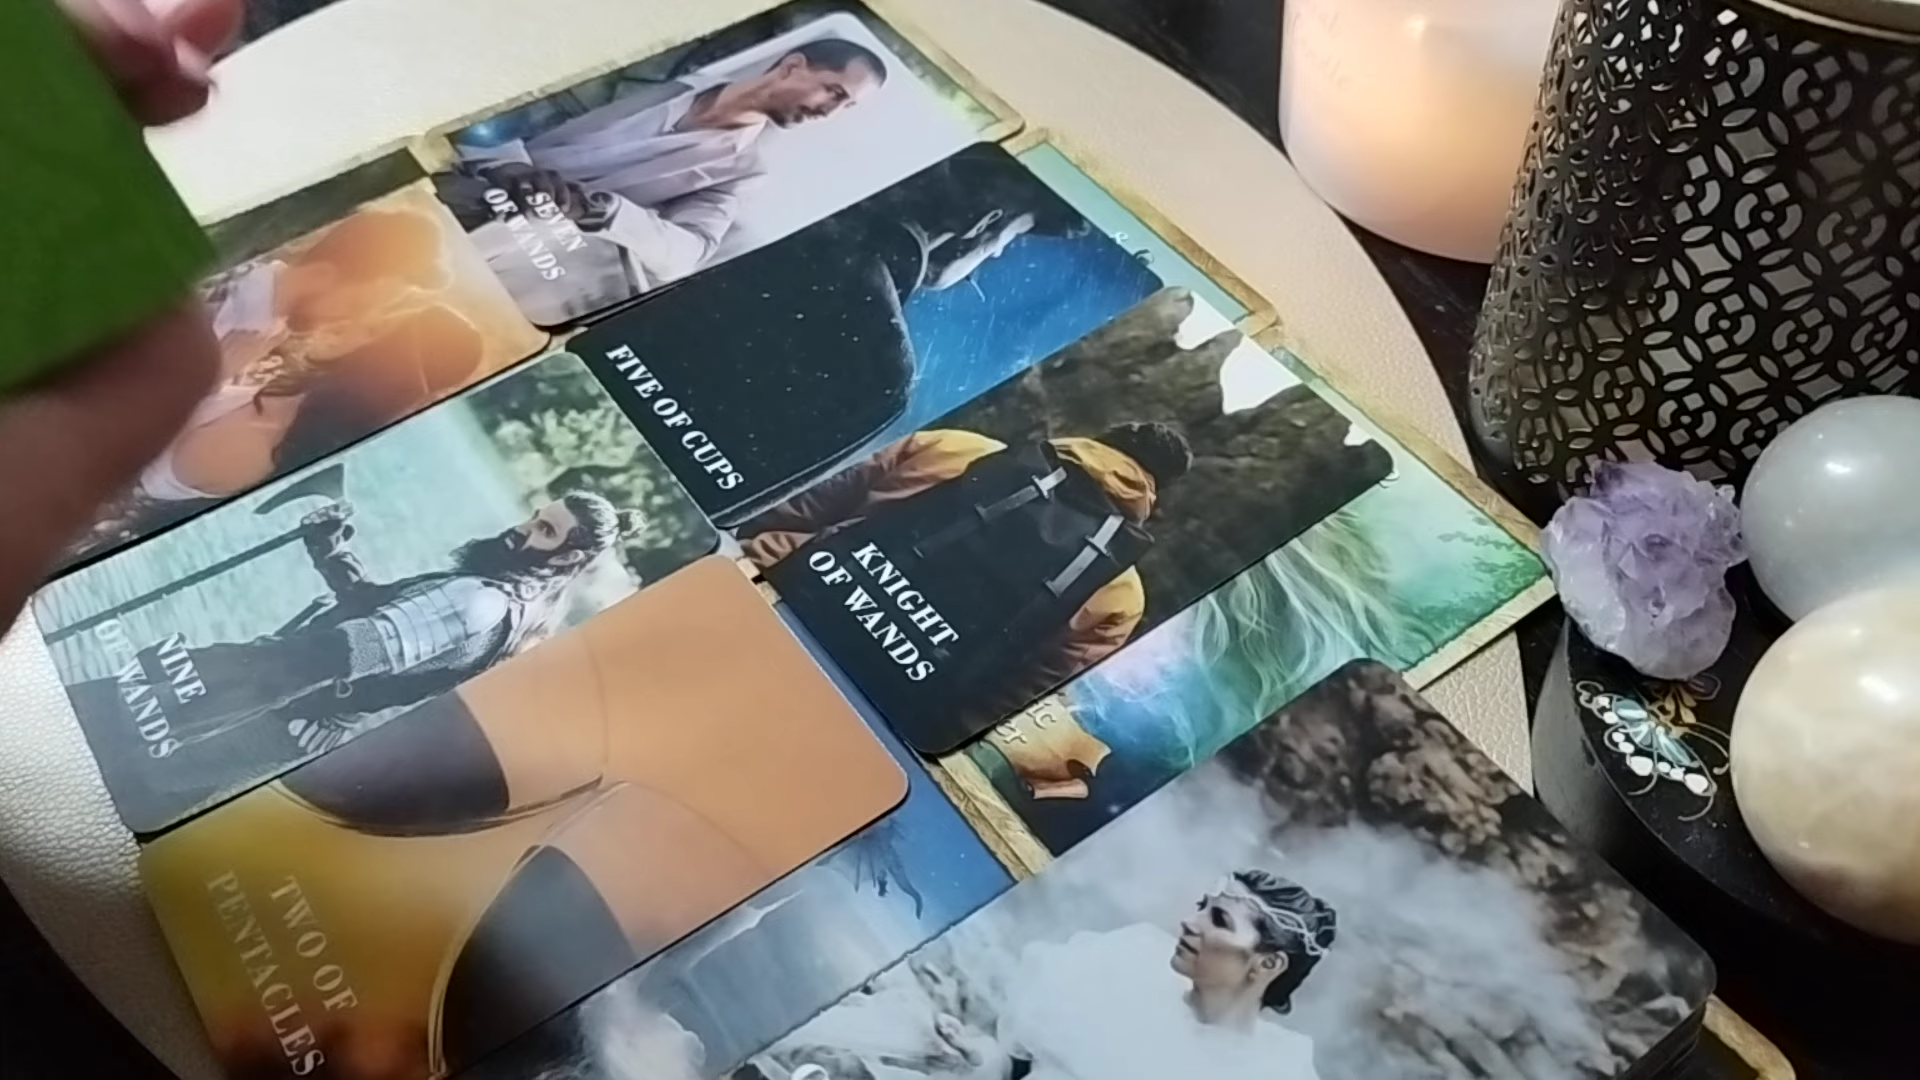 SEVEN
OF WANDS
FIVE OF CUPS
KNIGHT
OF WANDS
NINE
OF WANDS
TWO OF
PENTACLES